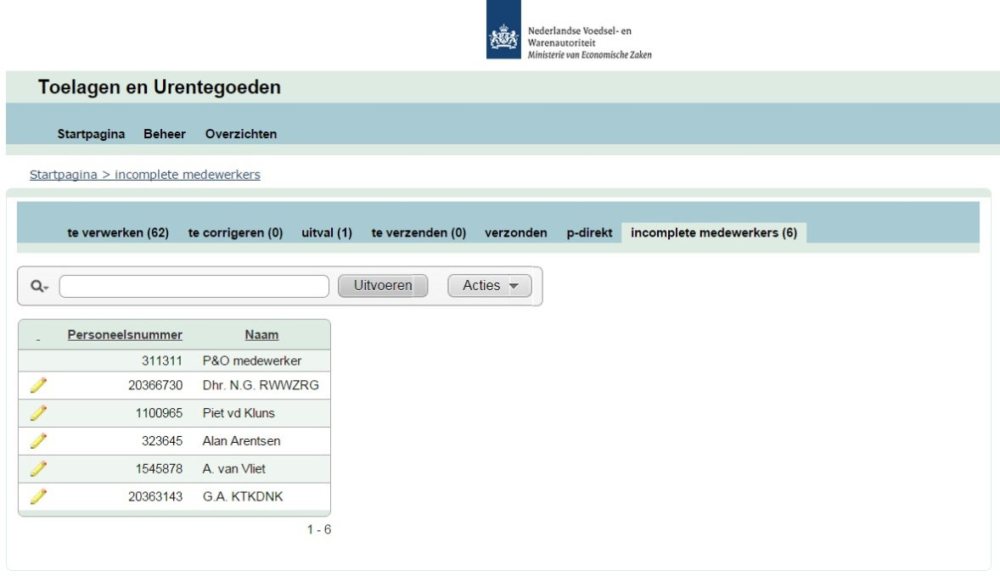 Nederlandse Voedsel- en
Warenautoriteit
Ministerie van Economische Zaken
Toelagen en Urentegoeden
Startpagina Beheer Overzichten
Startpagina > incomplete medewerkers
te verwerken (62) te corrigeren (0) uitval (1) te verzenden (0) verzonden p-direkt incomplete medewerkers (6)
Uitvoeren Acties
- Personeelsnummer Naam
311311 P&O medewerker
20366730 Dhr. N.G. RWWZRG
1100965 Piet vd Kluns
323645 Alan Arentsen
1545878 A. van Vliet
20363143 G.A. KTKDNK
1 - 6